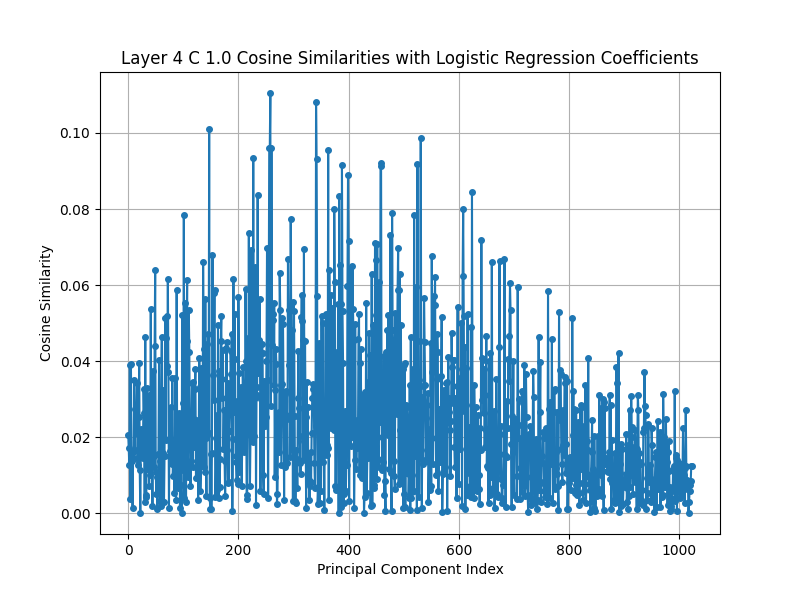 Layer 4 C 1.0 Cosine Similarities with Logistic Regression Coefficients
0.10
0.08
0.06
0.04
0.02
0.00
Cosine Similarity
0 200 400 600 800 1000
Principal Component Index